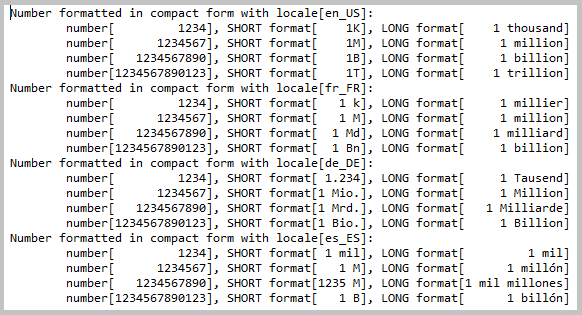 Number formatted in compact form with locale[en_US]:
number[         1234], SHORT format[    1K], LONG format[    1 thousand]
number[      1234567], SHORT format[    1M], LONG format[     1 million]
number[   1234567890], SHORT format[    1B], LONG format[     1 billion]
number[1234567890123], SHORT format[    1T], LONG format[    1 trillion]
Number formatted in compact form with locale[fr_FR]:
number[         1234], SHORT format[   1 k], LONG format[     1 millier]
number[      1234567], SHORT format[   1 M], LONG format[     1 million]
number[   1234567890], SHORT format[  1 Md], LONG format[    1 milliard]
number[1234567890123], SHORT format[  1 Bn], LONG format[     1 billion]
Number formatted in compact form with locale[de_DE]:
number[         1234], SHORT format[ 1.234], LONG format[     1 Tausend]
number[      1234567], SHORT format[1 Mio.], LONG format[     1 Million]
number[   1234567890], SHORT format[1 Mrd.], LONG format[   1 Milliarde]
number[1234567890123], SHORT format[1 Bio.], LONG format[     1 Billion]
Number formatted in compact form with locale[es_ES]:
number[         1234], SHORT format[ 1 mil], LONG format[         1 mil]
number[      1234567], SHORT format[   1 M], LONG format[      1 millón]
number[   1234567890], SHORT format[1235 M], LONG format[1 mil millones]
number[1234567890123], SHORT format[   1 B], LONG format[      1 billón]